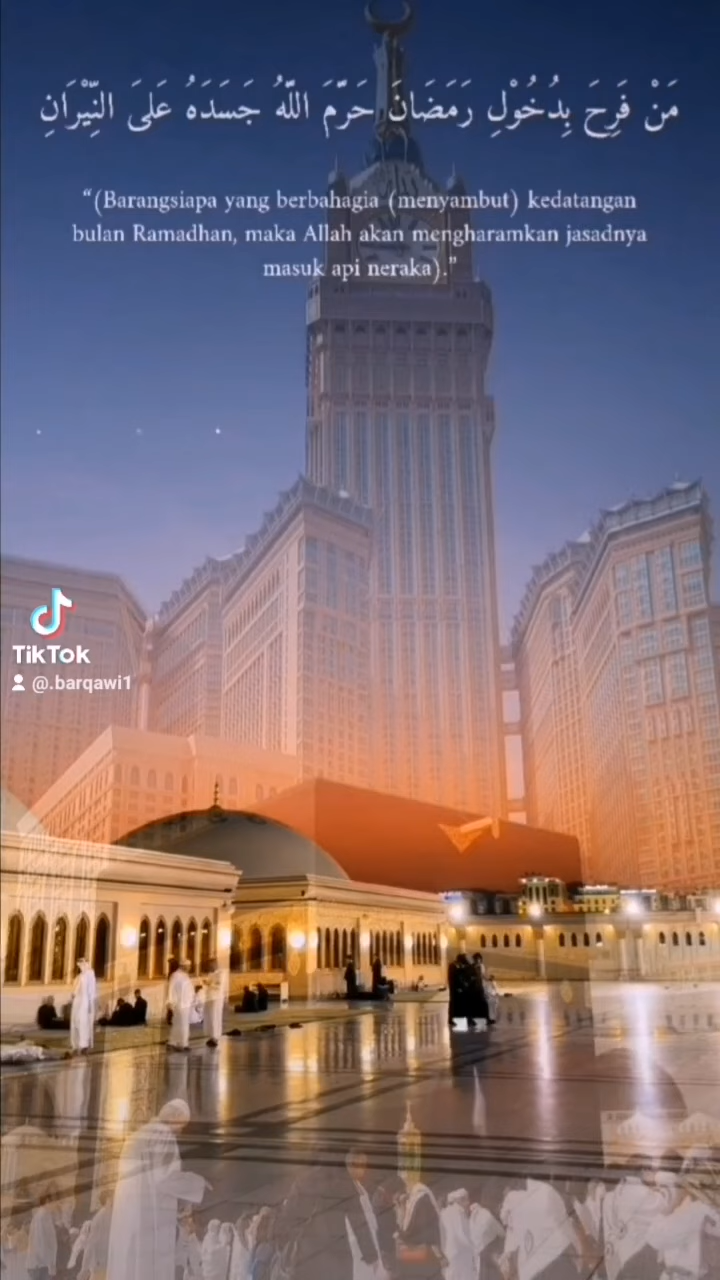 مَنْ فَرِحَ بِدُخُوْلِ رَمَضَانَ حَرَّمَ اللّٰهُ جَسَدَهُ عَلىَ النِّيْرَانِ
“(Barangsiapa yang berbahagia (menyambut) kedatangan
bulan Ramadhan, maka Allah akan mengharamkan jasadnya
masuk api neraka).”
TikTok
@.barqawi1